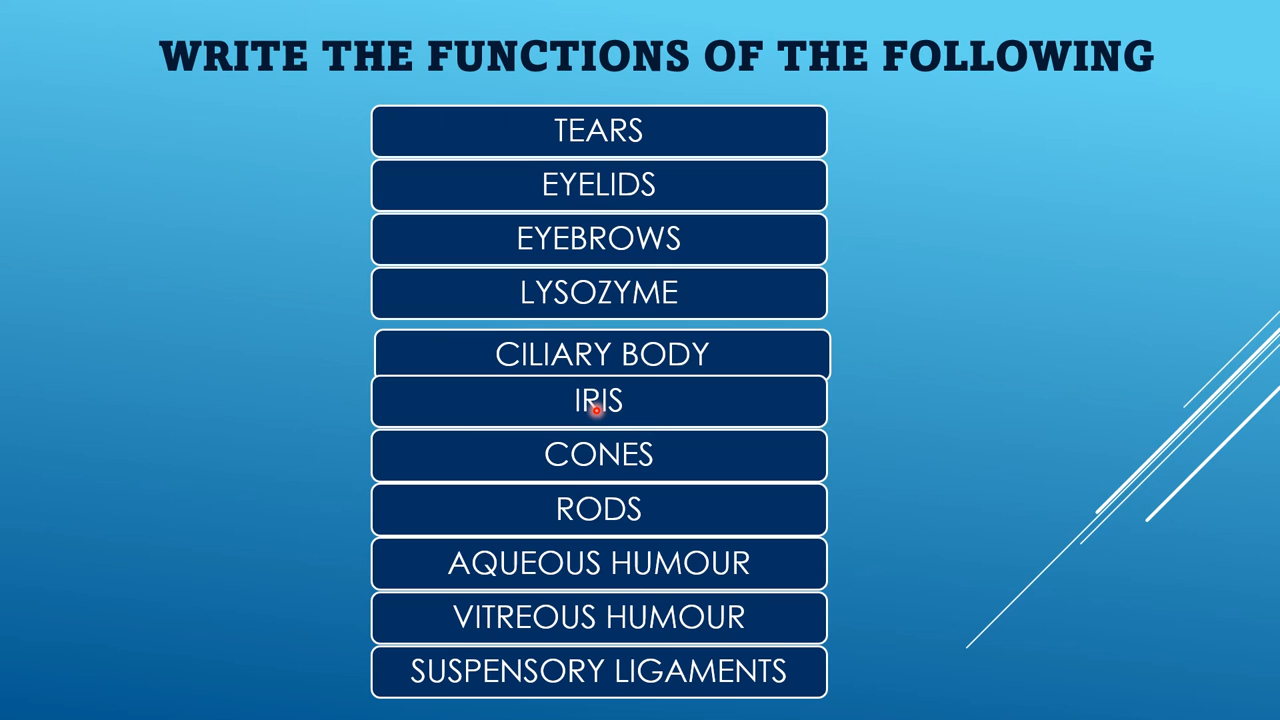 WRITE THE FUNCTIONS OF THE FOLLOWING
TEARS
EYELIDS
EYEBROWS
LYSOZYME
CILIARY BODY
IRIS
CONES
RODS
AQUEOUS HUMOUR
VITREOUS HUMOUR
SUSPENSORY LIGAMENTS